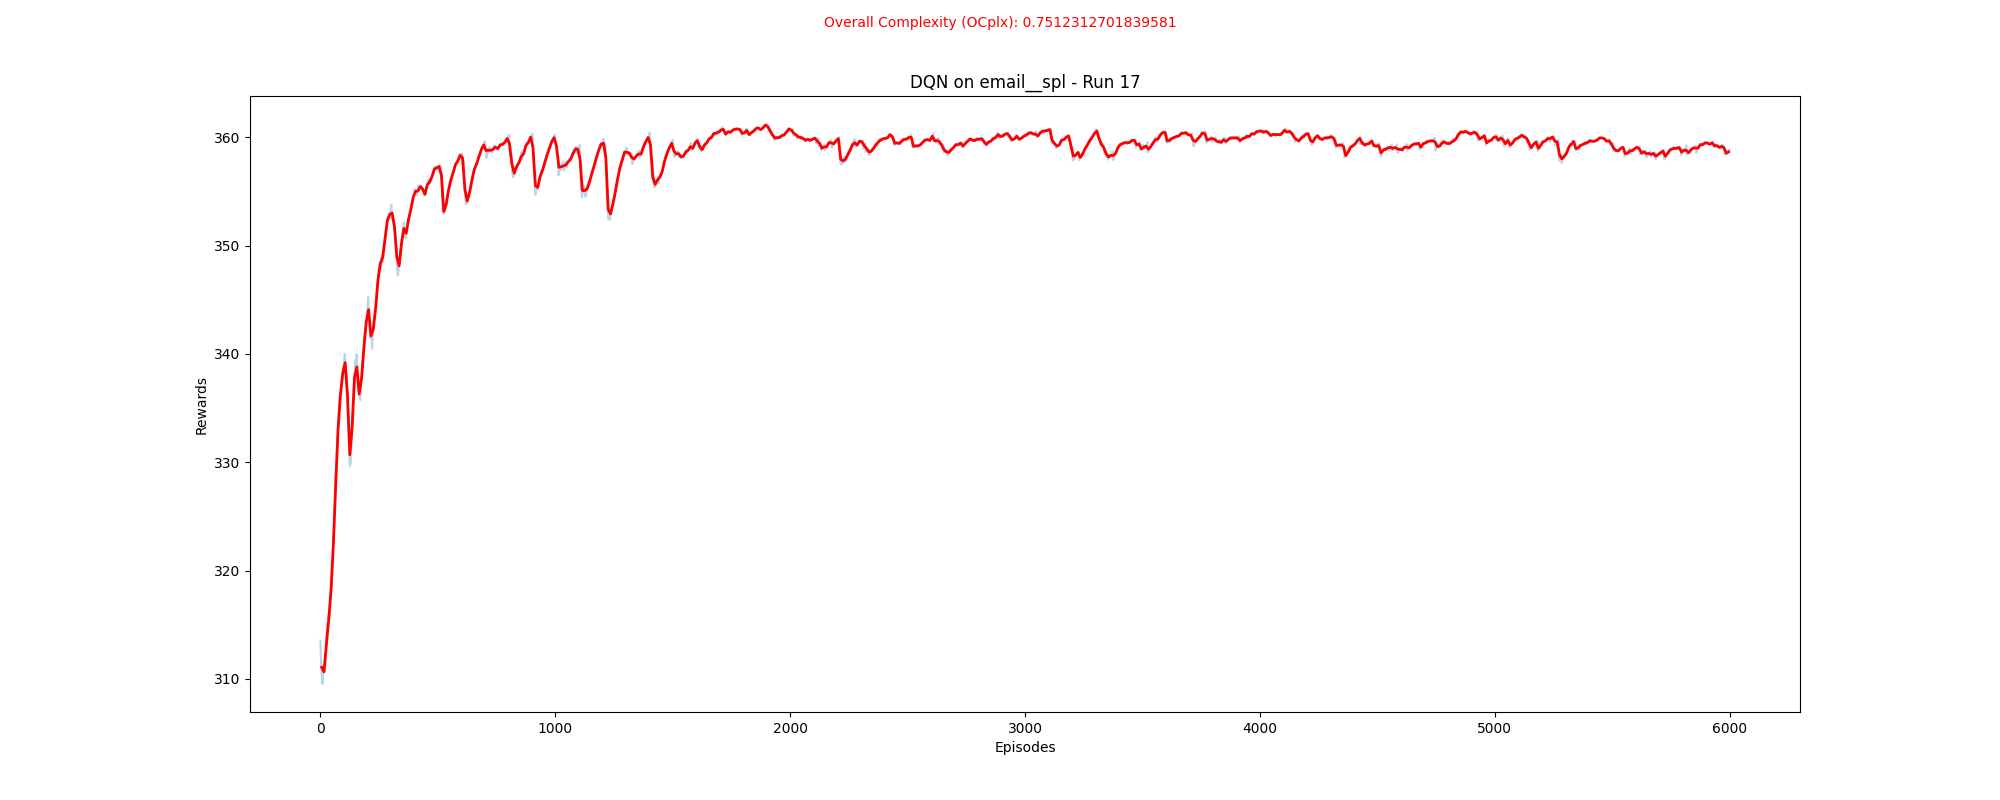 Overall Complexity (OCplx): 0.7512312701839581
DQN on email__spl - Run 17
Rewards
360
350
340
330
320
310
0 1000 2000 3000 4000 5000 6000
Episodes